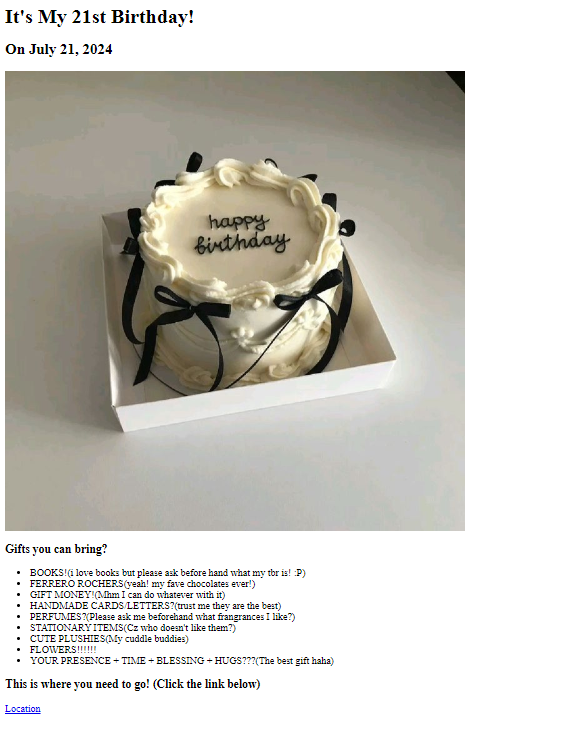 It's My 21st Birthday!
On July 21, 2024
happy
birthday
Gifts you can bring?
BOOKS!(i love books but please ask before hand what my tbr is! :P)
FERRERO ROCHERS(yeah! my fave chocolates ever!)
GIFT MONEY!(Mhm I can do whatever with it)
HANDMADE CARDS/LETTERS?(trust me they are the best)
PERFUMES?(Please ask me beforehand what frangrances I like?)
STATIONARY ITEMS(Cz who doesn't like them?)
CUTE PLUSHIES(My cuddle buddies)
FLOWERS!!!!!!
YOUR PRESENCE + TIME + BLESSING + HUGS???(The best gift haha)
This is where you need to go! (Click the link below)
Location